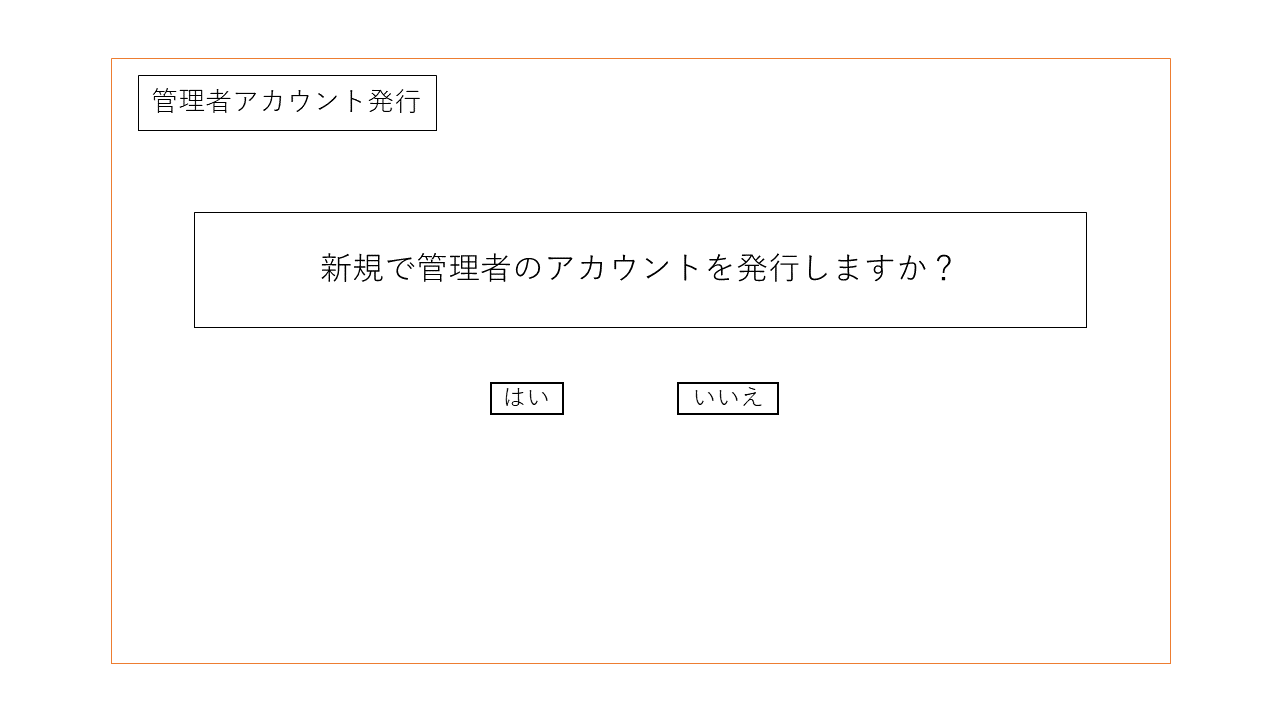 管理者アカウント発行
新規で管理者のアカウントを発行しますか？
はい
いいえ